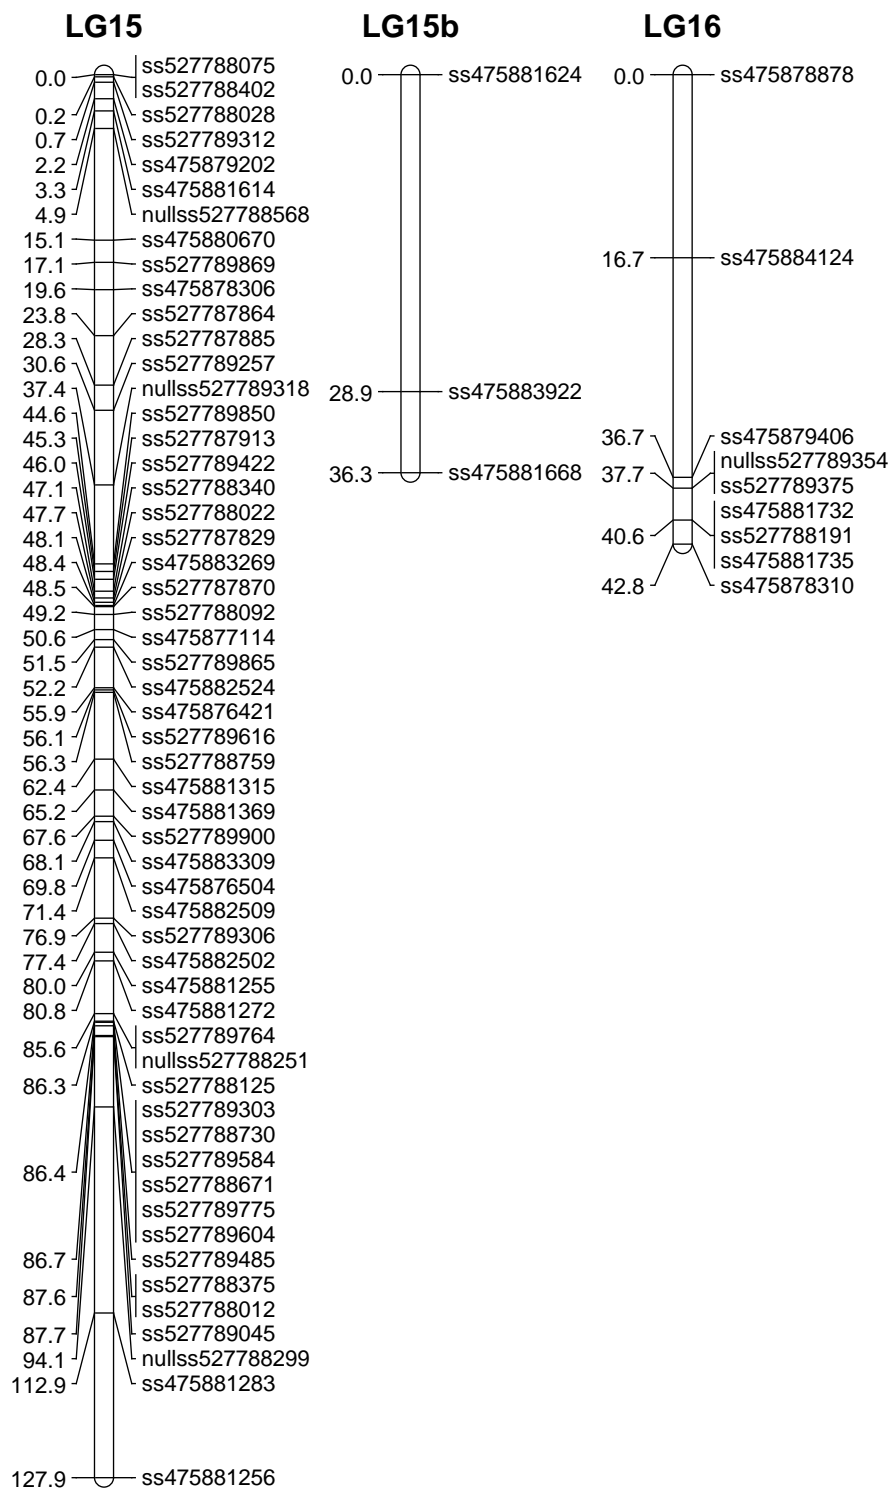 LG15
0.0 ss527788075
ss527788402
0.2 ss527788028
0.7 ss527789312
2.2 ss475879202
3.3 ss475881614
4.9 nullss527788568
15.1 ss475880670
17.1 ss527789869
19.6 ss475878306
23.8 ss527787864
28.3 ss527787885
30.6 ss527789257
37.4 nullss527789318
44.6 ss527789850
45.3 ss527787913
46.0 ss527789422
47.1 ss527788340
47.7 ss527788022
48.1 ss527787829
48.4 ss475883269
48.5 ss527787870
49.2 ss527788092
50.6 ss475877114
51.5 ss527789865
52.2 ss475882524
55.9 ss475876421
56.1 ss527789616
56.3 ss527788759
62.4 ss475881315
65.2 ss475881369
67.6 ss527789900
68.1 ss475883309
69.8 ss475876504
71.4 ss475882509
76.9 ss527789306
77.4 ss475882502
80.0 ss475881255
80.8 ss475881272
85.6 ss527789764
nullss527788251
86.3 ss527788125
86.4 ss527789303
ss527788730
ss527789584
ss527788671
ss527789775
ss527789604
86.7 ss527789485
87.6 ss527788375
ss527788012
87.7 ss527789045
94.1 nullss527788299
112.9 ss475881283
127.9 ss475881256
LG15b
0.0 ss475881624
28.9 ss475883922
36.3 ss475881668
LG16
0.0 ss475878878
16.7 ss475884124
36.7 ss475879406
37.7 nullss527789354
ss527789375
40.6 ss475881732
ss527788191
ss475881735
42.8 ss475878310